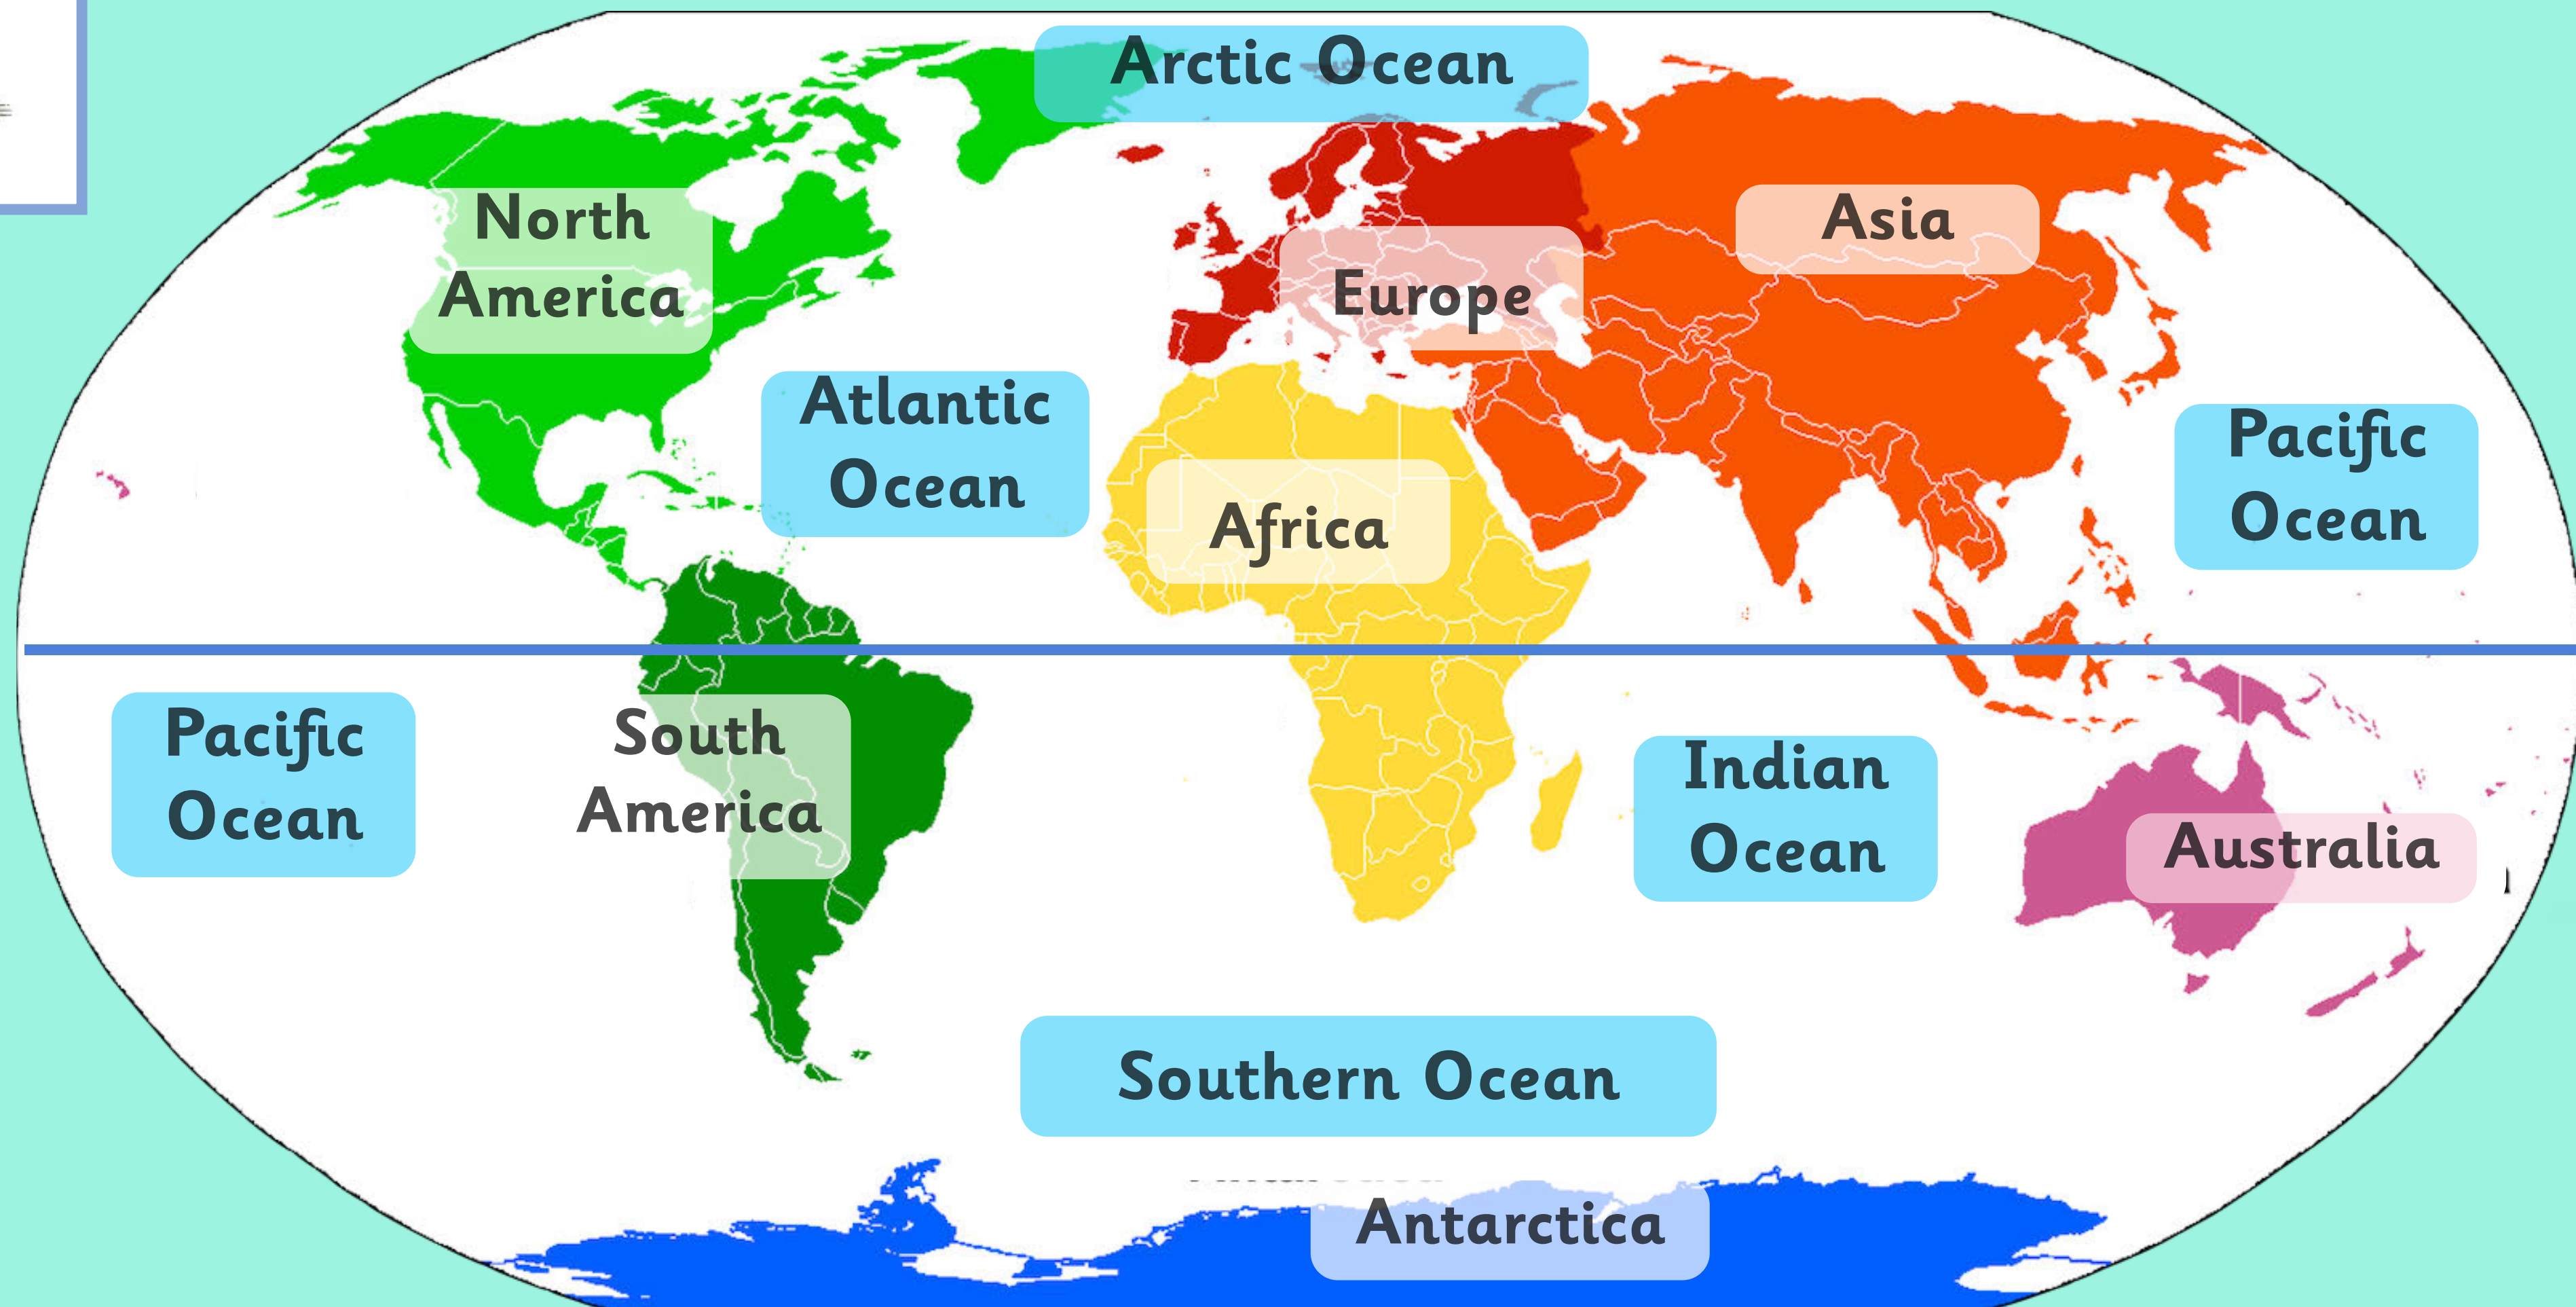 Arctic Ocean
North
America
Asia
Europe
Atlantic
Ocean
Pacific
Ocean
Africa
Pacific
Ocean
South
America
Indian
Ocean
Australia
Southern Ocean
Antarctica